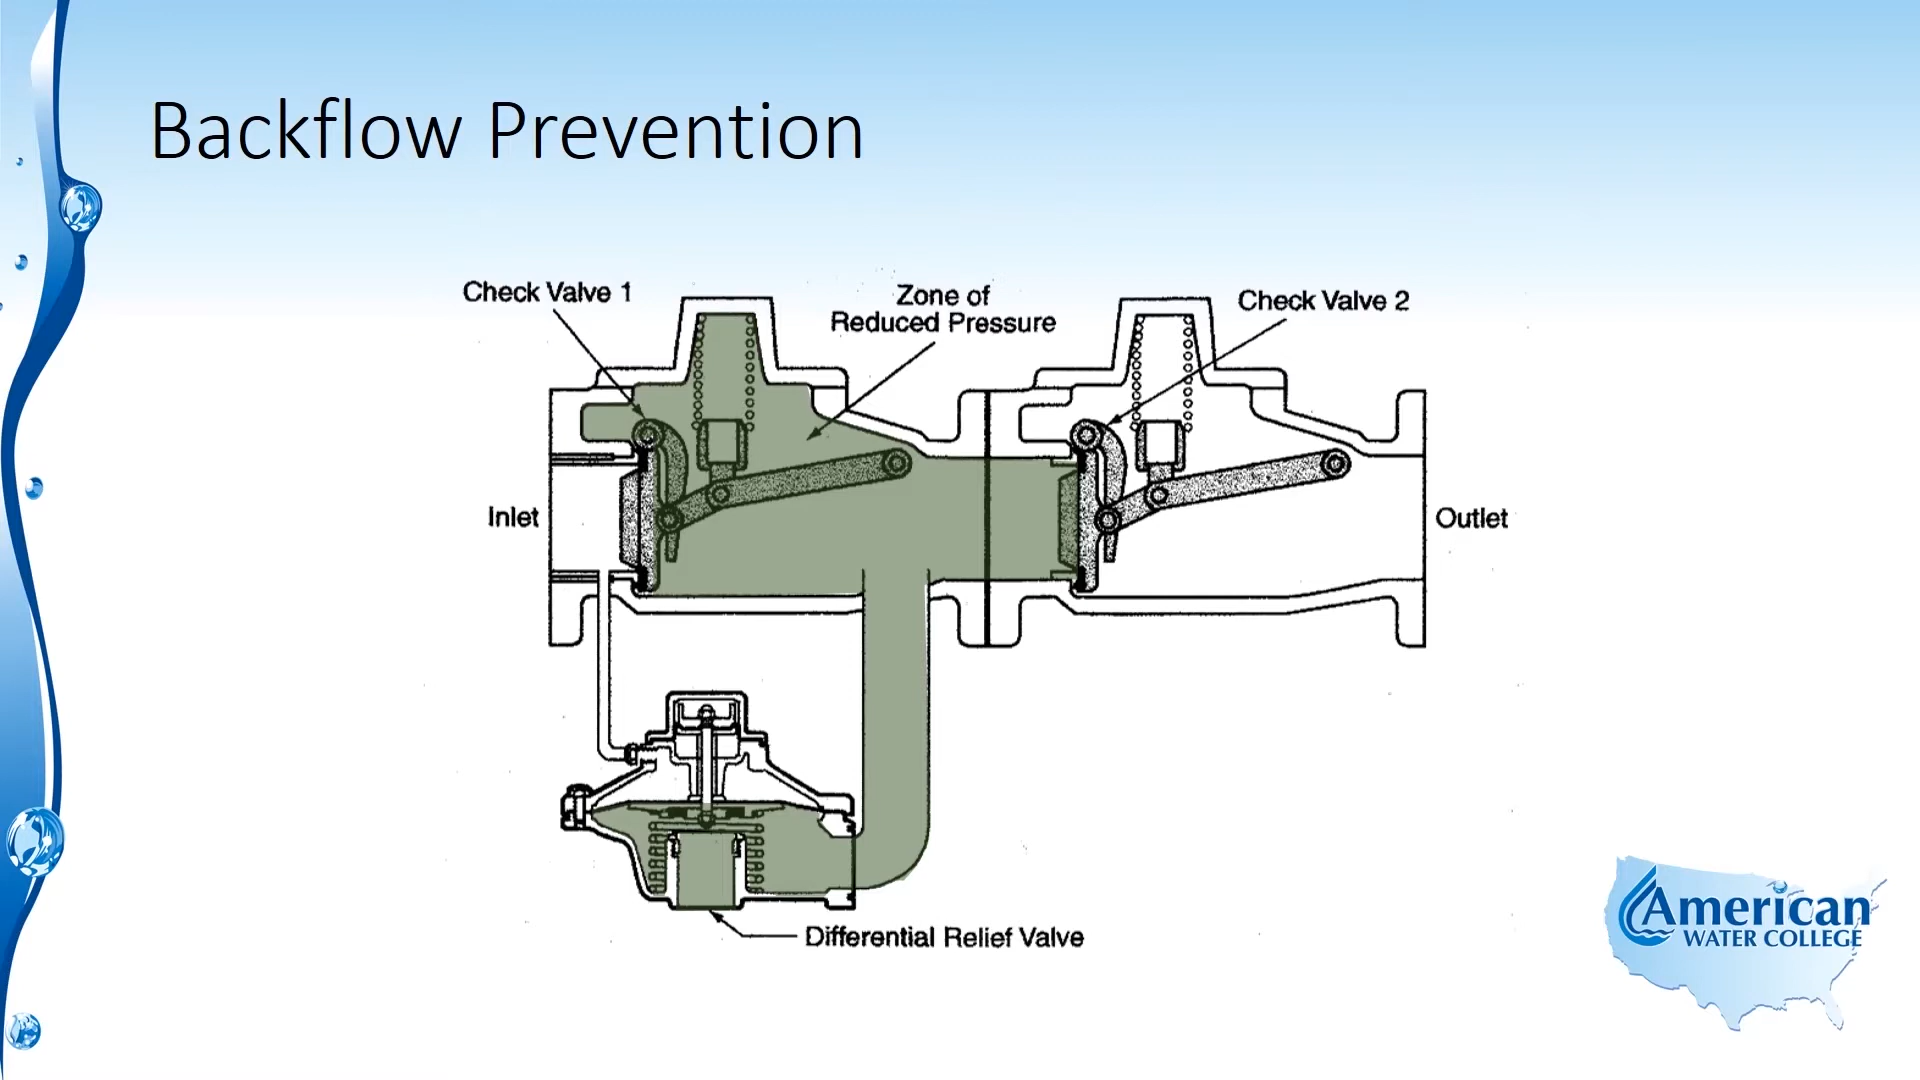 Backflow Prevention
Check Valve 1
Zone of
Reduced Pressure
Check Valve 2
Inlet
Outlet
Differential Relief Valve
American
WATER COLLEGE